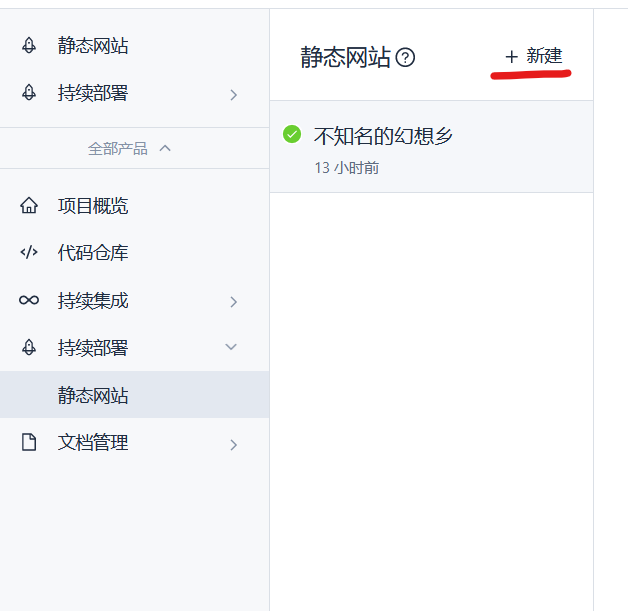 静态网站
持续部署
全部产品
项目概览
代码仓库
持续集成
持续部署
静态网站
文档管理
静态网站
+ 新建
不知名的幻想乡
13 小时前